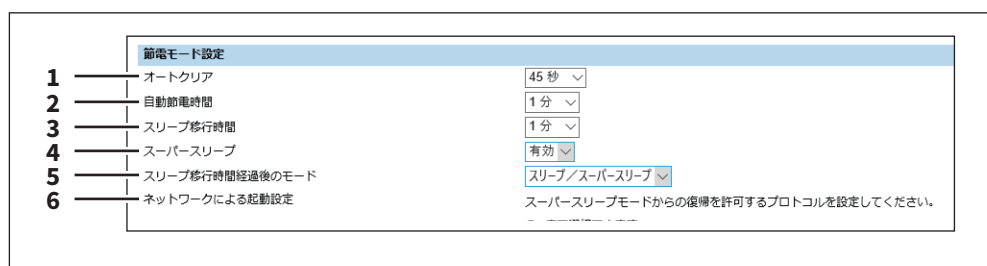 節電モード設定
1 オートクリア 45 秒
2 自動節電時間 1 分
3 スリープ移行時間 1 分
4 スーパースリープ 有効
5 スリープ移行時間経過後のモード スリープ／スーパースリープ
6 ネットワークによる起動設定 スーパースリープモードからの復帰を許可するプロトコルを設定してください。